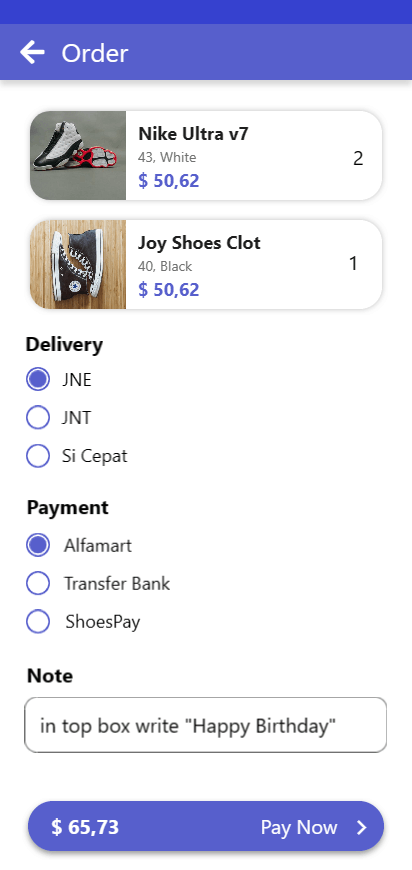 Order
Nike Ultra v7
43, White
2
$ 50,62
Joy Shoes Clot
40, Black
1
$ 50,62
Delivery
JNE
JNT
Si Cepat
Payment
Alfamart
Transfer Bank
ShoesPay
Note
in top box write "Happy Birthday"
$ 65,73 Pay Now